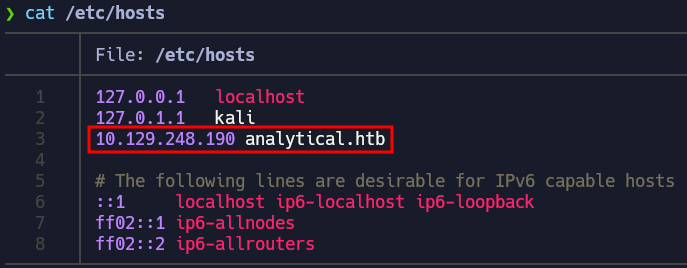 ❯ cat /etc/hosts
File: /etc/hosts
1 127.0.0.1 localhost
2 127.0.1.1 kali
3 10.129.248.190 analytical.htb
4
5 # The following lines are desirable for IPv6 capable hosts
6 ::1 localhost ip6-localhost ip6-loopback
7 ff02::1 ip6-allnodes
8 ff02::2 ip6-allrouters